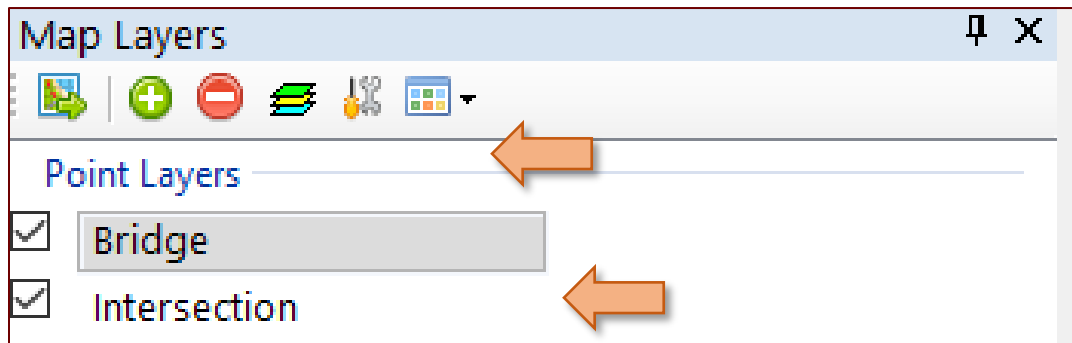 Map Layers
Point Layers
Bridge
Intersection